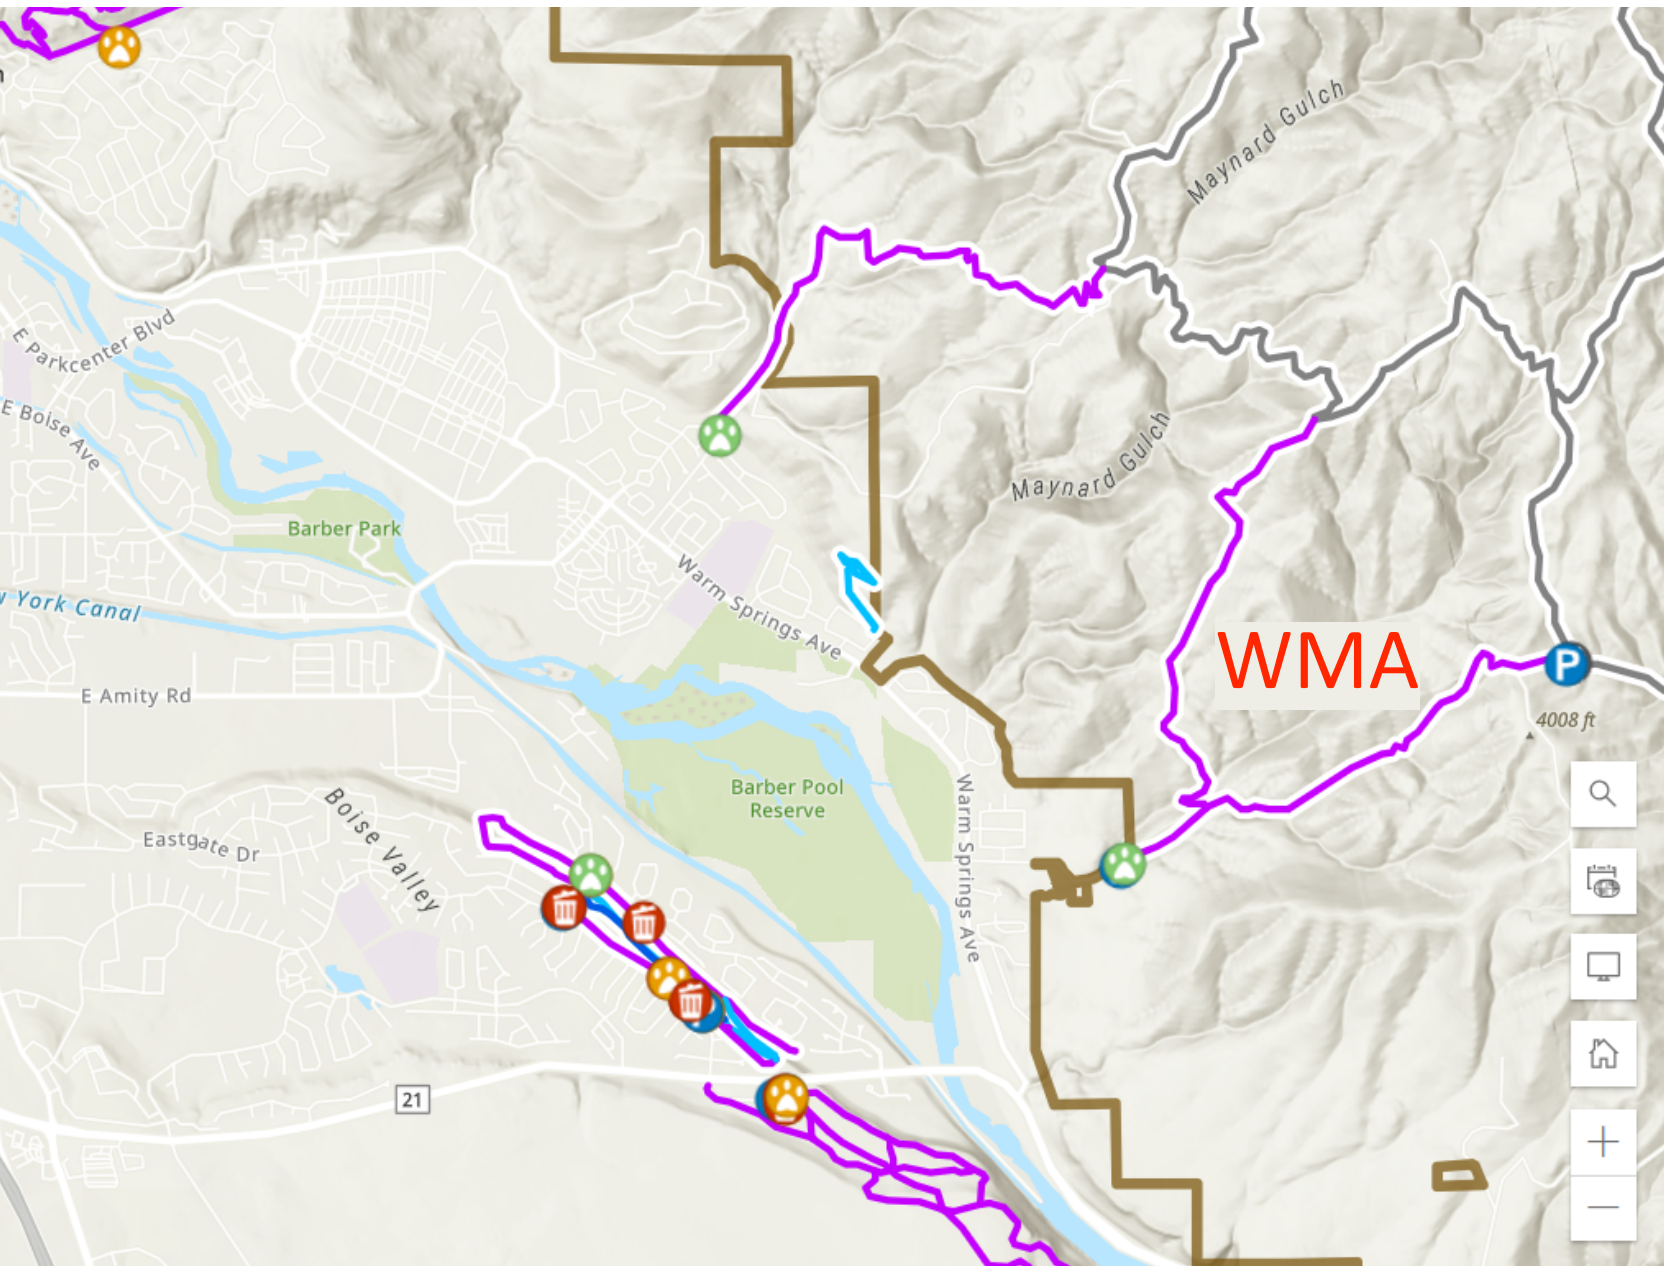 Maynard Gulch
E Parkcenter Blvd
E Boise Ave
Maynard Gulch
Barber Park
Warm Springs Ave
York Canal
WMA
E Amity Rd
4008 ft
Barber Pool
Reserve
Boise Valley
Eastgate Dr
Warm Springs Ave
P
21